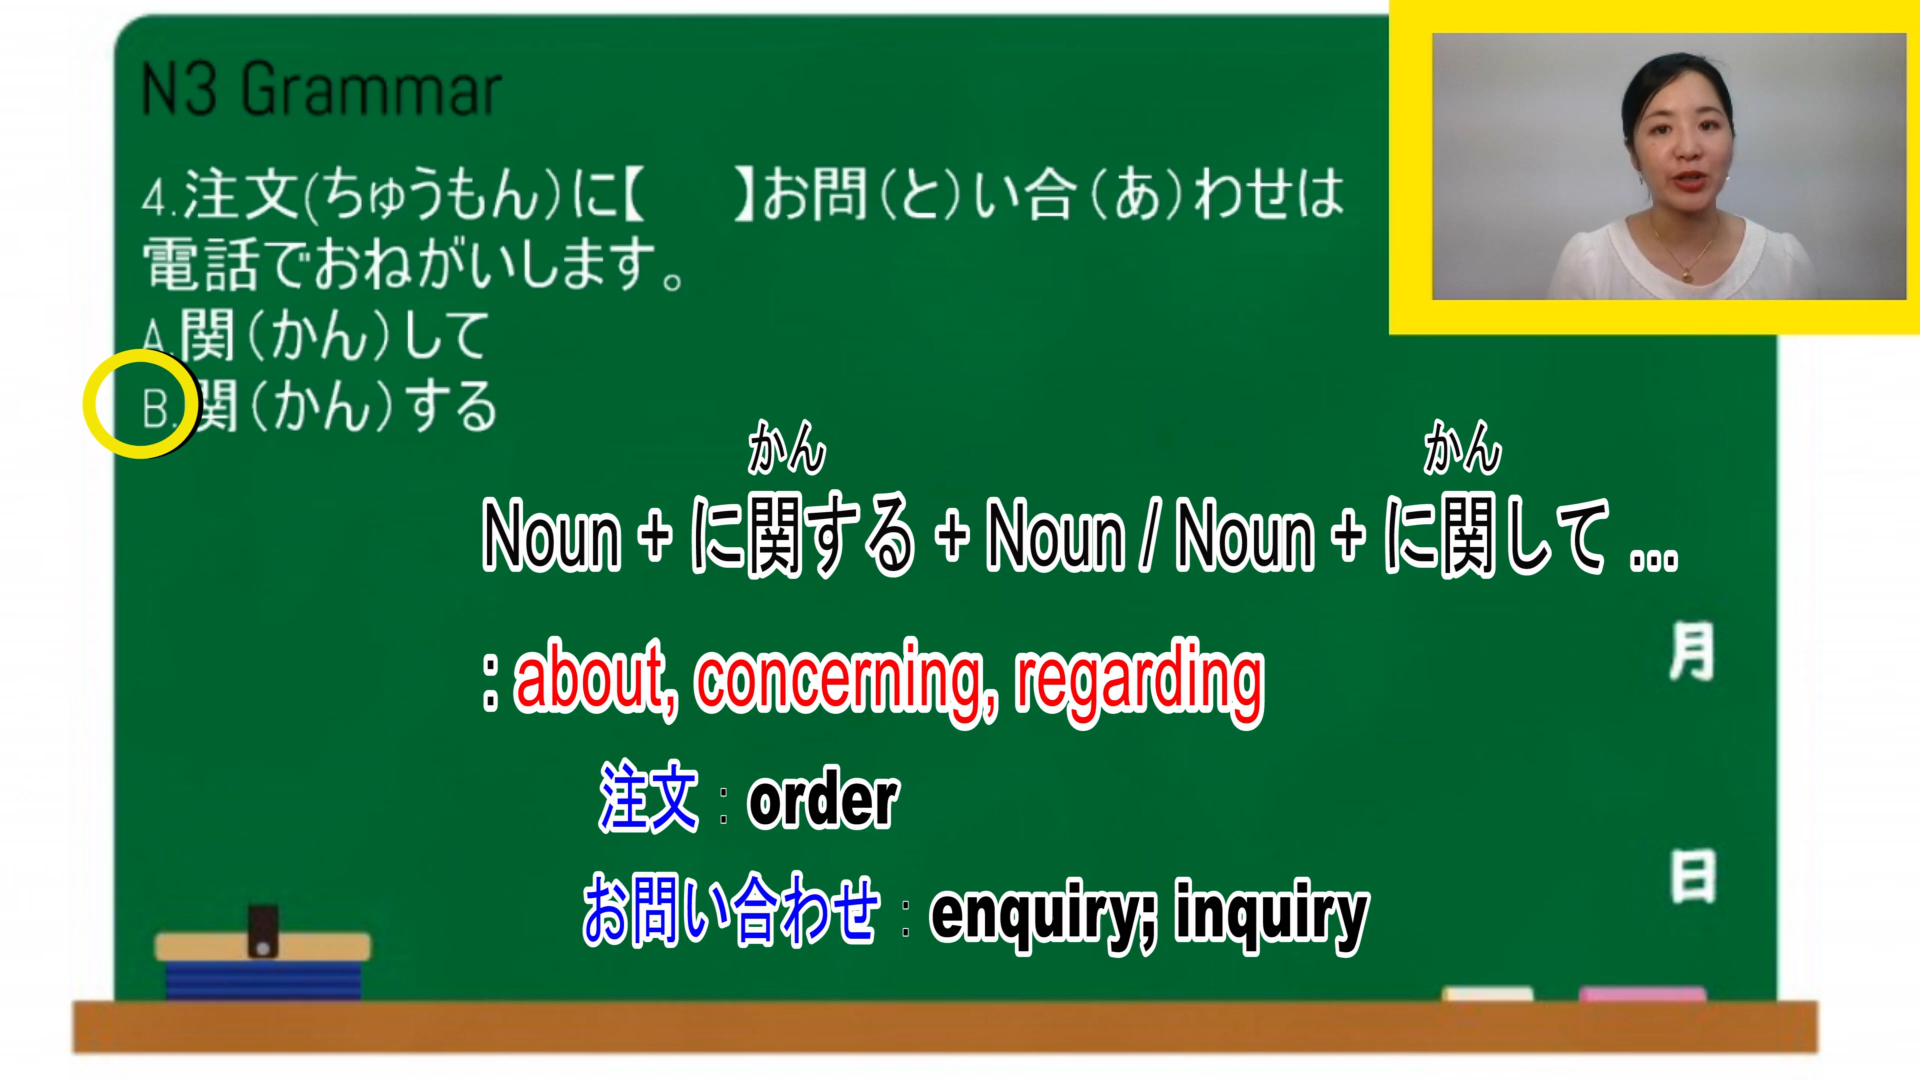 N3 Grammar
4.注文(ちゅうもん)に【　　】お問(と)い合(あ)わせは
電話でおねがいします。
A.関(かん)して
B.関(かん)する
かん
かん
Noun + に関する + Noun / Noun + に関して ...
: about, concerning, regarding
月
注文 : order
日
お問い合わせ : enquiry; inquiry